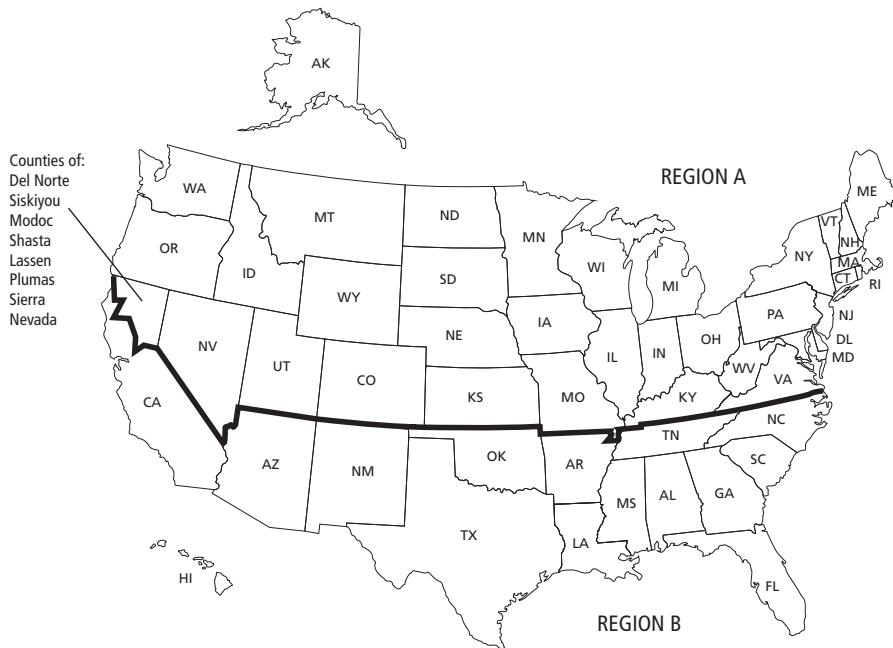 AK
Counties of:
Del Norte
Siskiyou
Modoc
Shasta
Lassen
Plumas
Sierra
Nevada
REGION A
WA
MT
ND
MN
ME
VT
NH
OR
ID
SD
WI
NY
MA
CT
RI
WY
MI
NV
NE
IA
PA
NJ
UT
CO
IL
IN
OH
DL
MD
WV
VA
CA
KS
MO
KY
NC
AZ
NM
OK
AR
TN
SC
MS
AL
GA
TX
LA
HI
FL
REGION B